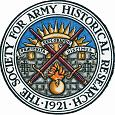 THE SOCIETY FOR ARMY HISTORICAL RESEARCH
·1921·